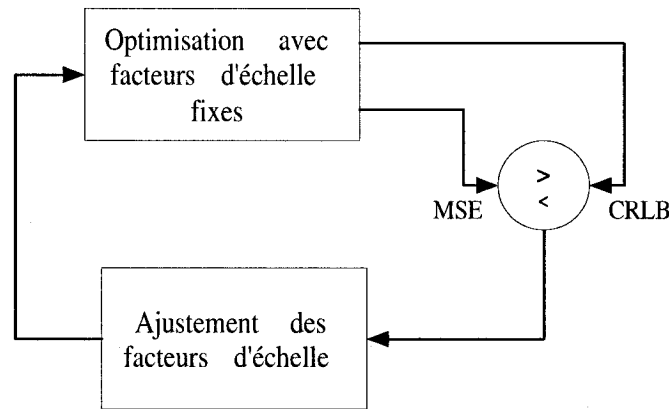 Optimisation avec
facteurs d'échelle
fixes
>
<
MSE
CRLB
Ajustement des
facteurs d'échelle